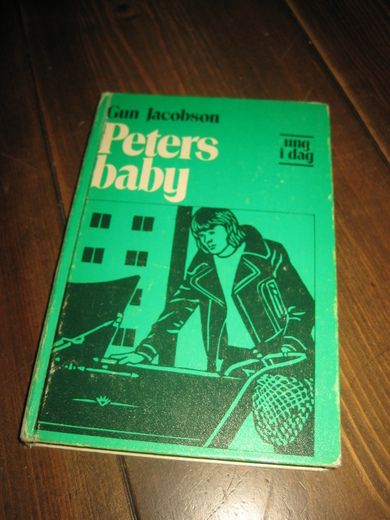 Gun Jacobson
Peters
baby
ung
i dag